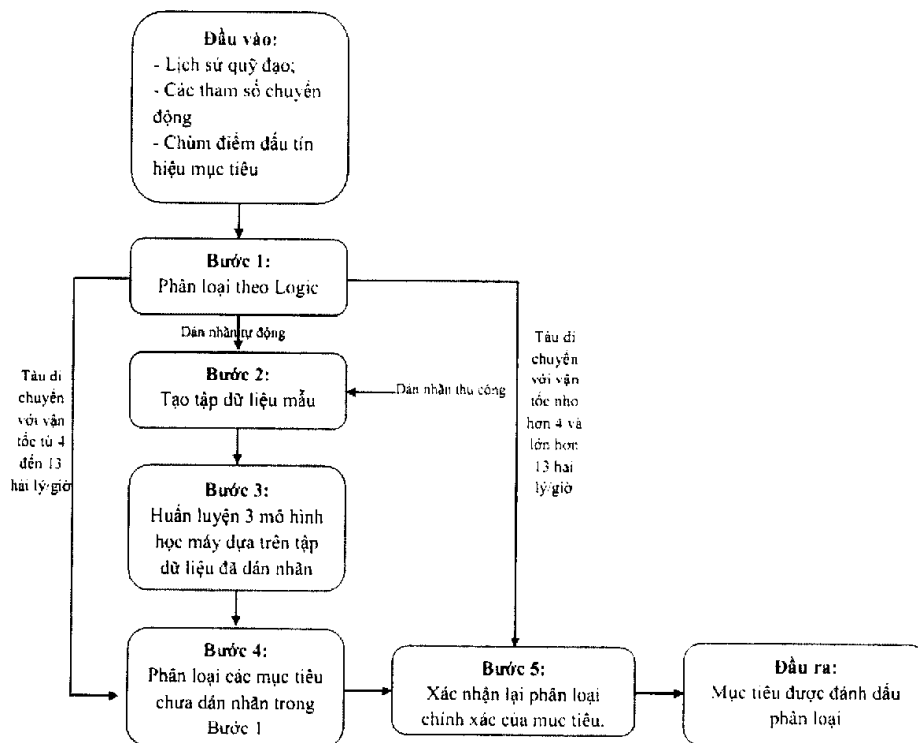 Đầu vào:
- Lịch sử quỹ đạo;
- Các tham số chuyển
động
- Chùm điểm dấu tín
hiệu mục tiêu
Bước 1:
Phân loại theo Logic
Dán nhãn tự động
Bước 2:
Tạo tập dữ liệu mẫu
Dán nhãn thủ công
Tàu di
chuyển
với vận
tốc từ 4
đến 13
hải lý/giờ
Tàu di
chuyển
với vận
tốc nhỏ
hơn 4 và
lớn hơn
13 hải
lý/giờ
Bước 3:
Huấn luyện 3 mô hình
học máy dựa trên tập
dữ liệu đã dán nhãn
Bước 4:
Phân loại các mục tiêu
chưa dán nhãn trong
Bước 1
Bước 5:
Xác nhận lại phân loại
chính xác của mục tiêu.
Đầu ra:
Mục tiêu được đánh dấu
phân loại